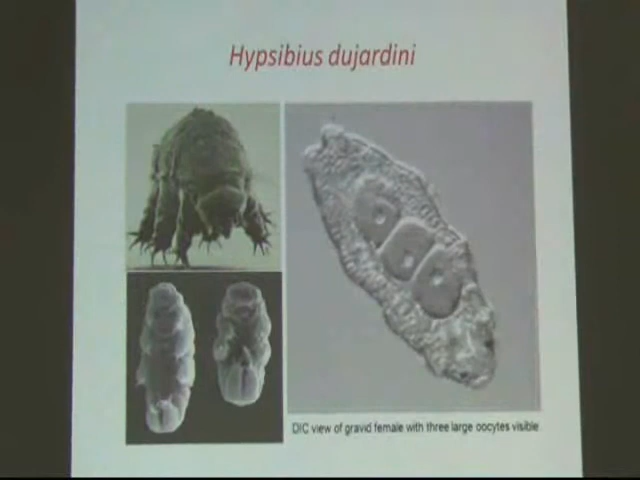 Hypsibius dujardini
DIC view of gravid female with three large oocytes visible